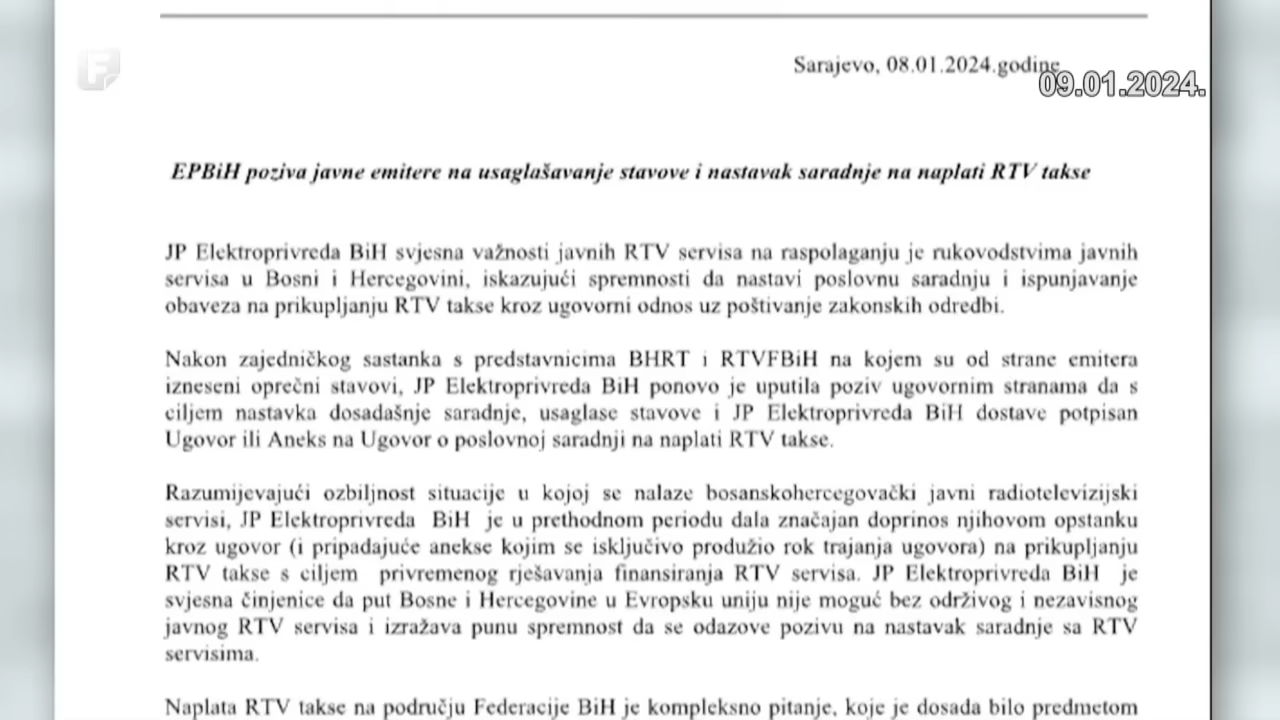 F
Sarajevo, 08.01.2024.godine
09.01.2024.
EPBiH poziva javne emitere na usaglašavanje stavove i nastavak saradnje na naplati RTV takse
JP Elektroprivreda BiH svjesna važnosti javnih RTV servisa na raspolaganju je rukovodstvima javnih
servisa u Bosni i Hercegovini, iskazujući spremnosti da nastavi poslovnu saradnju i ispunjavanje
obaveza na prikupljanju RTV takse kroz ugovorni odnos uz poštivanje zakonskih odredbi.
Nakon zajedničkog sastanka s predstavnicima BHRT i RTVFBiH na kojem su od strane emitera
izneseni oprečni stavovi, JP Elektroprivreda BiH ponovo je uputila poziv ugovornim stranama da s
ciljem nastavka dosadašnje saradnje, usaglase stavove i JP Elektroprivreda BiH dostave potpisan
Ugovor ili Aneks na Ugovor o poslovnoj saradnji na naplati RTV takse.
Razumijevajući ozbiljnost situacije u kojoj se nalaze bosanskohercegovački javni radiotelevizijski
servisi, JP Elektroprivreda BiH je u prethodnom periodu dala značajan doprinos njihovom opstanku
kroz ugovor (i pripadajuće anekse kojim se isključivo produžio rok trajanja ugovora) na prikupljanju
RTV takse s ciljem privremenog rješavanja finansiranja RTV servisa. JP Elektroprivreda BiH je
svjesna činjenice da put Bosne i Hercegovine u Evropsku uniju nije moguć bez održivog i nezavisnog
javnog RTV servisa i izražava punu spremnost da se odazove pozivu na nastavak saradnje sa RTV
servisima.
Naplata RTV takse na području Federacije BiH je kompleksno pitanje, koje je dosada bilo predmetom